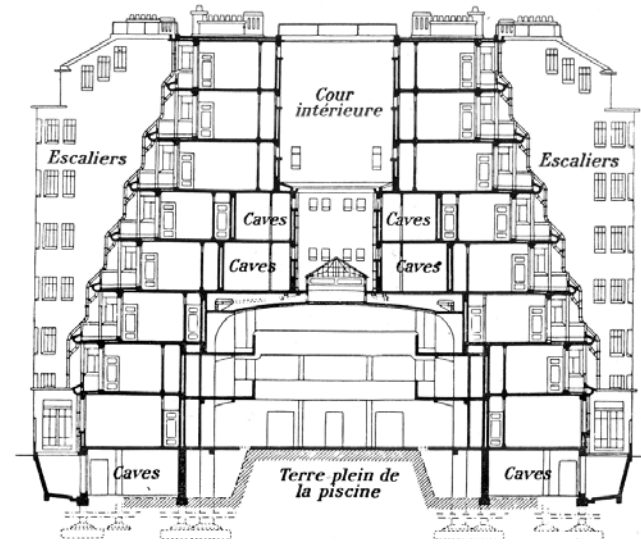 Cour
intérieure
Escaliers
Escaliers
Caves
Caves
Caves
Caves
Caves
Terre-plein de
la piscine
Caves